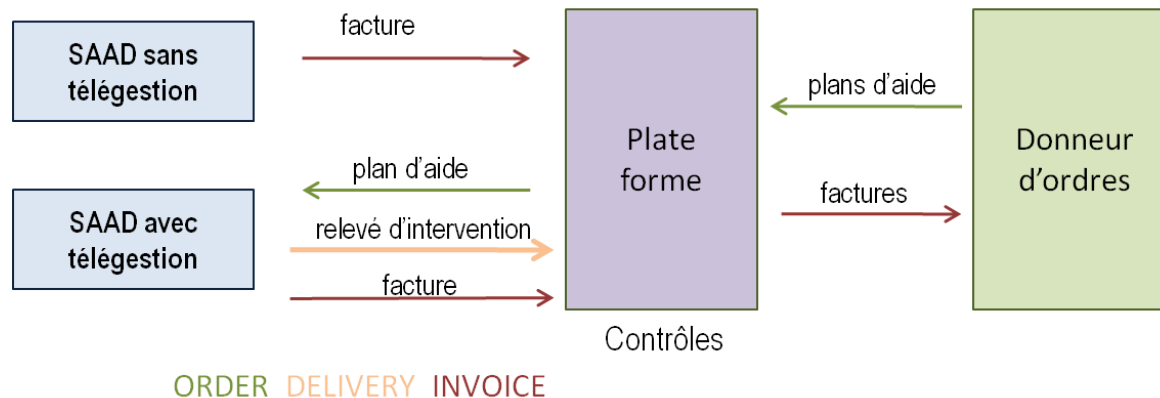 facture
SAAD sans
télégestion
plans d'aide
Plate
forme
Donneur
d'ordres
plan d'aide
factures
SAAD avec
télégestion
relevé d'intervention
facture
Contrôles
ORDER DELIVERY INVOICE